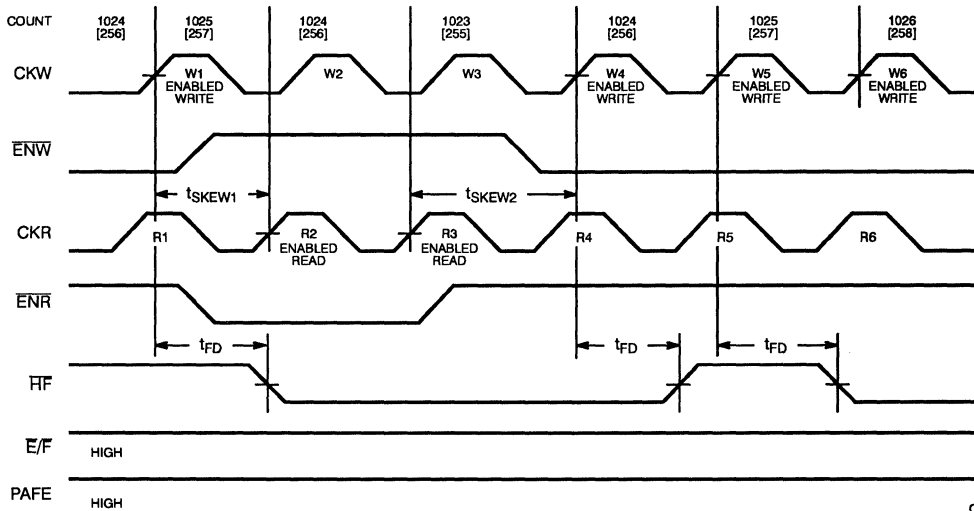 COUNT 1024 1025 1024 1023 1024 1025 1026
[256] [257] [256] [255] [256] [257] [258]
CKW W1 W2 W3 W4 W5 W6
ENABLED ENABLED ENABLED ENABLED
WRITE WRITE WRITE WRITE
ENW
tSKEW1 tSKEW2
CKR R1 R2 R3 R4 R5 R6
ENABLED ENABLED
READ READ
ENR
tFD tFD tFD
HF
E/F HIGH
PAFE HIGH